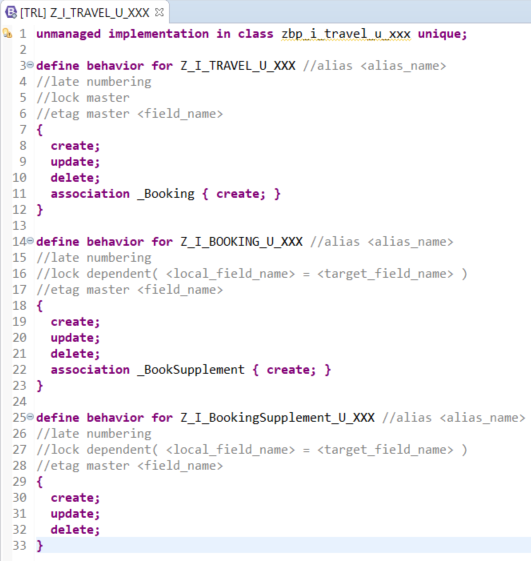 [TRL] Z_I_TRAVEL_U_XXX
1 unmanaged implementation in class zbp_i_travel_u_xxx unique;
2
3 define behavior for Z_I_TRAVEL_U_XXX //alias <alias_name>
4 //late numbering
5 //lock master
6 //etag master <field_name>
7 {
8 create;
9 update;
10 delete;
11 association _Booking { create; }
12 }
13
14 define behavior for Z_I_BOOKING_U_XXX //alias <alias_name>
15 //late numbering
16 //lock dependent( <local_field_name> = <target_field_name> )
17 //etag master <field_name>
18 {
19 create;
20 update;
21 delete;
22 association _BookSupplement { create; }
23 }
24
25 define behavior for Z_I_BookingSupplement_U_XXX //alias <alias_name>
26 //late numbering
27 //lock dependent( <local_field_name> = <target_field_name> )
28 //etag master <field_name>
29 {
30 create;
31 update;
32 delete;
33 }